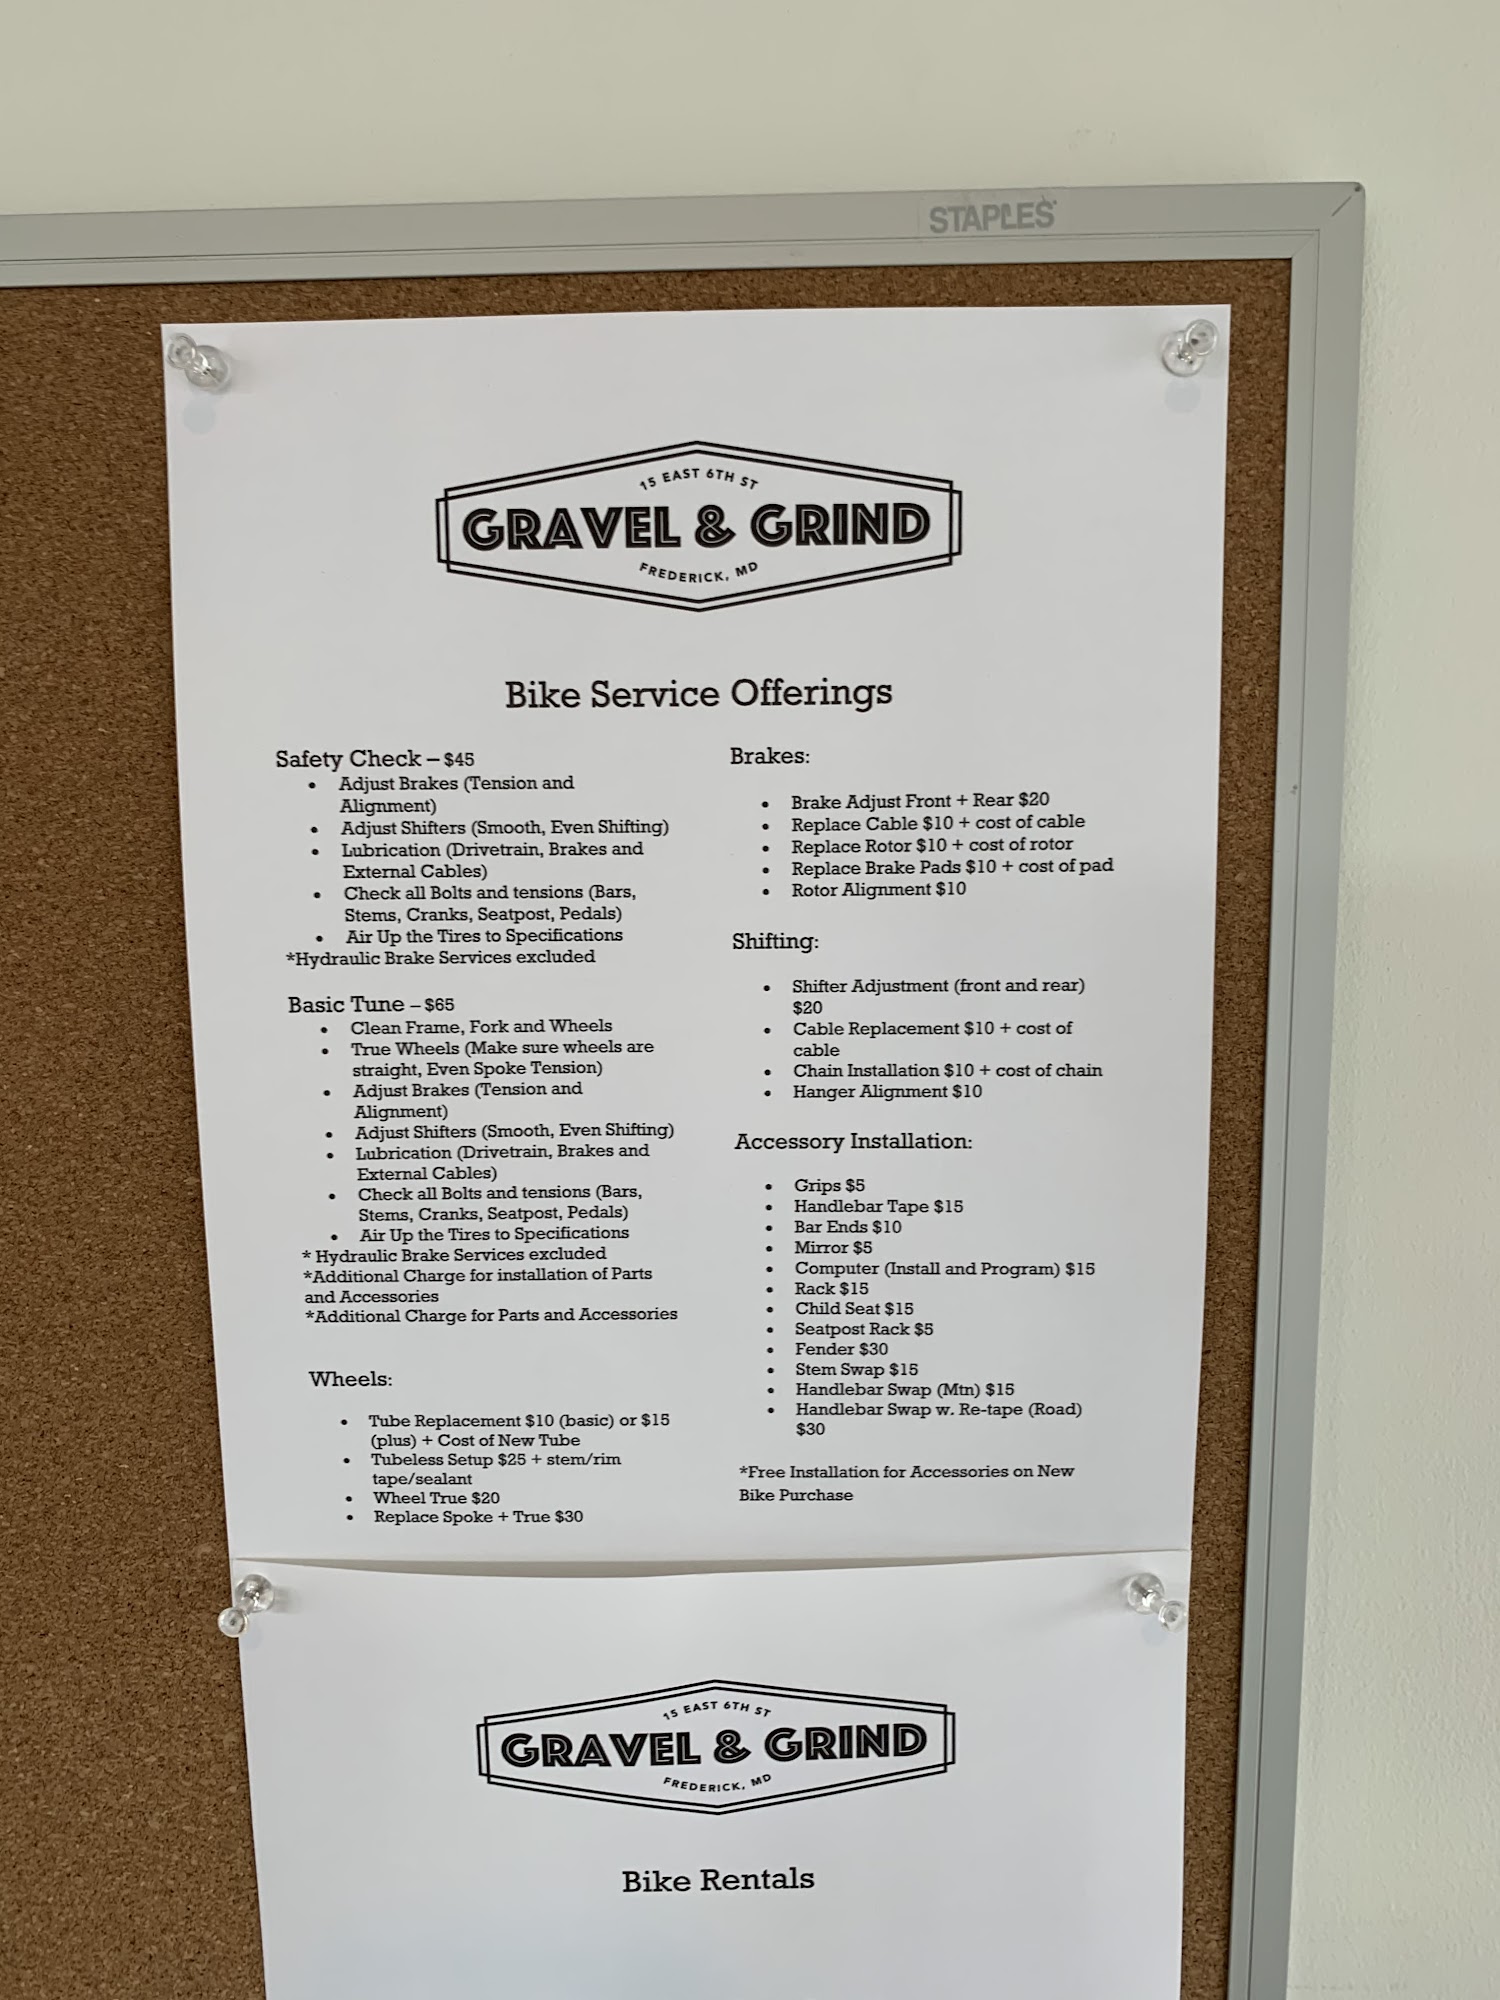 STAPLES
15 EAST 6TH ST
GRAVEL & GRIND
FREDERICK, MD
Bike Service Offerings
Safety Check – $45
• Adjust Brakes (Tension and
Alignment)
• Adjust Shifters (Smooth, Even Shifting)
• Lubrication (Drivetrain, Brakes and
External Cables)
• Check all Bolts and tensions (Bars,
Stems, Cranks, Seatpost, Pedals)
• Air Up the Tires to Specifications
*Hydraulic Brake Services excluded
Basic Tune – $65
• Clean Frame, Fork and Wheels
• True Wheels (Make sure wheels are
straight, Even Spoke Tension)
• Adjust Brakes (Tension and
Alignment)
• Adjust Shifters (Smooth, Even Shifting)
• Lubrication (Drivetrain, Brakes and
External Cables)
• Check all Bolts and tensions (Bars,
Stems, Cranks, Seatpost, Pedals)
• Air Up the Tires to Specifications
* Hydraulic Brake Services excluded
*Additional Charge for installation of Parts
and Accessories
*Additional Charge for Parts and Accessories
Wheels:
• Tube Replacement $10 (basic) or $15
(plus) + Cost of New Tube
• Tubeless Setup $25 + stem/rim
tape/sealant
• Wheel True $20
• Replace Spoke + True $30
Brakes:
• Brake Adjust Front + Rear $20
• Replace Cable $10 + cost of cable
• Replace Rotor $10 + cost of rotor
• Replace Brake Pads $10 + cost of pad
• Rotor Alignment $10
Shifting:
• Shifter Adjustment (front and rear)
$20
• Cable Replacement $10 + cost of
cable
• Chain Installation $10 + cost of chain
• Hanger Alignment $10
Accessory Installation:
• Grips $5
• Handlebar Tape $15
• Bar Ends $10
• Mirror $5
• Computer (Install and Program) $15
• Rack $15
• Child Seat $15
• Seatpost Rack $5
• Fender $30
• Stem Swap $15
• Handlebar Swap (Mtn) $15
• Handlebar Swap w. Re-tape (Road)
$30
*Free Installation for Accessories on New
Bike Purchase
15 EAST 6TH ST
GRAVEL & GRIND
FREDERICK, MD
Bike Rentals